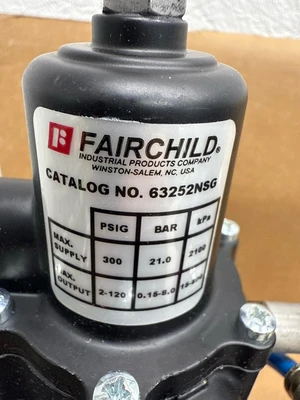 FAIRCHILD®
INDUSTRIAL PRODUCTS COMPANY
WINSTON-SALEM, NC. USA
CATALOG NO. 63252NSG
PSIG BAR kPa
MAX. SUPPLY 300 21.0 2100
MAX. OUTPUT 2-120 0.15-8.0